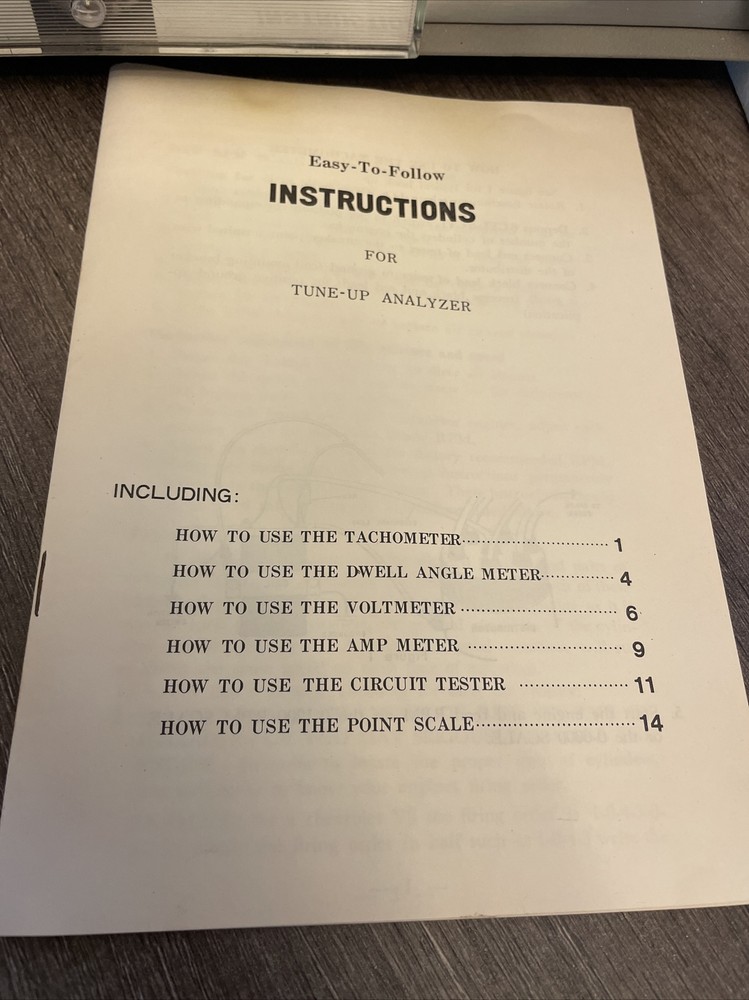 Easy-To-Follow
INSTRUCTIONS
FOR
TUNE-UP ANALYZER
INCLUDING:
HOW TO USE THE TACHOMETER............................1
HOW TO USE THE DWELL ANGLE METER..............4
HOW TO USE THE VOLTMETER..............................6
HOW TO USE THE AMP METER..............................9
HOW TO USE THE CIRCUIT TESTER.....................11
HOW TO USE THE POINT SCALE..............................14